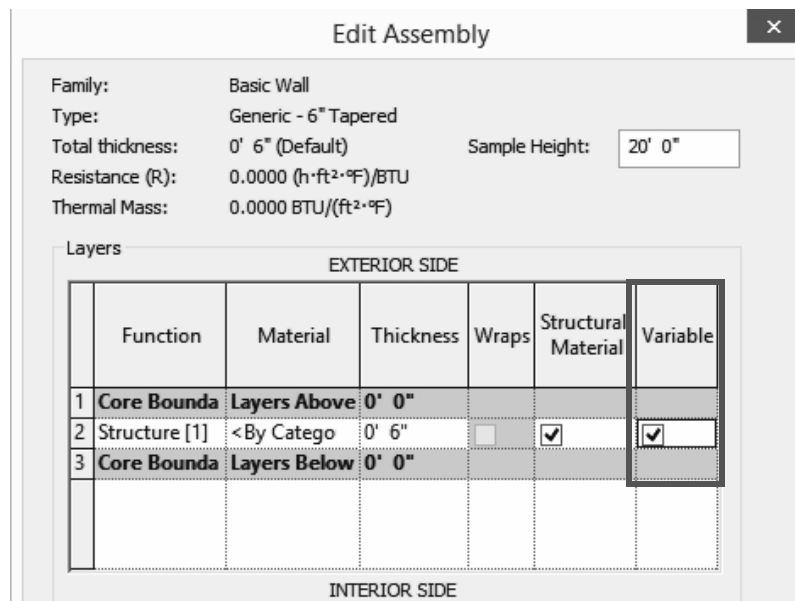 Edit Assembly
×
Family: Basic Wall
Type: Generic - 6" Tapered
Total thickness: 0' 6" (Default) Sample Height: 20' 0"
Resistance (R): 0.0000 (h·ft²·ºF)/BTU
Thermal Mass: 0.0000 BTU/(ft²·ºF)
Layers
EXTERIOR SIDE
Function Material Thickness Wraps Structural Material Variable
1 Core Bounda Layers Above 0' 0"
2 Structure [1] <By Catego 0' 6"
3 Core Bounda Layers Below 0' 0"
INTERIOR SIDE